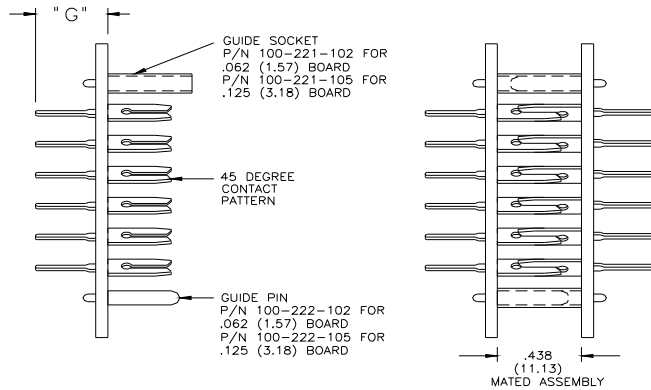 "G"
GUIDE SOCKET
P/N 100-221-102 FOR
.062 (1.57) BOARD
P/N 100-221-105 FOR
.125 (3.18) BOARD
45 DEGREE
CONTACT
PATTERN
GUIDE PIN
P/N 100-222-102 FOR
.062 (1.57) BOARD
P/N 100-222-105 FOR
.125 (3.18) BOARD
.438
(11.13)
MATED ASSEMBLY